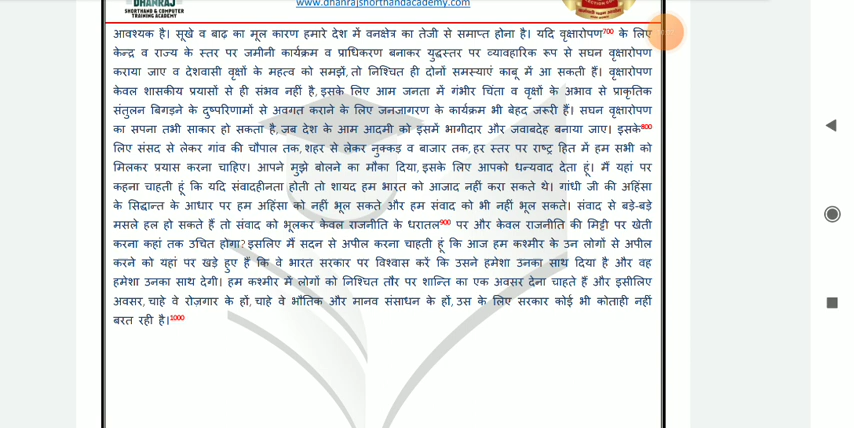 DHANRAJ
SHORTHAND & COMPUTER
TRAINING ACADEMY
www.dhanrajshorthandacademy.com
आवश्यक है। सूखे व बाढ़ का मूल कारण हमारे देश में वनक्षेत्र का तेजी से समाप्त होना है। यदि वृक्षारोपण700 के लिए
केन्द्र व राज्य के स्तर पर जमीनी कार्यक्रम व प्राधिकरण बनाकर युद्धस्तर पर व्यावहारिक रूप से सघन वृक्षारोपण
कराया जाए व देशवासी वृक्षों के महत्व को समझें, तो निश्चित ही दोनों समस्याएं काबू में आ सकती हैं। वृक्षारोपण
केवल शासकीय प्रयासों से ही संभव नहीं है, इसके लिए आम जनता में गंभीर चिंता व वृक्षों के अभाव से प्राकृतिक
संतुलन बिगड़ने के दुष्परिणामों से अवगत कराने के लिए जनजागरण के कार्यक्रम भी बेहद जरूरी हैं। सघन वृक्षारोपण
का सपना तभी साकार हो सकता है, जब देश के आम आदमी को इसमें भागीदार और जवाबदेह बनाया जाए। इसके800
लिए संसद से लेकर गांव की चौपाल तक, शहर से लेकर नुक्कड़ व बाजार तक, हर स्तर पर राष्ट्र हित में हम सभी को
मिलकर प्रयास करना चाहिए। आपने मुझे बोलने का मौका दिया, इसके लिए आपको धन्यवाद देता हूं। मैं यहां पर
कहना चाहती हूं कि यदि संवादहीनता होती तो शायद हम भारत को आजाद नहीं करा सकते थे। गांधी जी की अहिंसा
के सिद्धान्त के आधार पर हम अहिंसा को नहीं भूल सकते और हम संवाद को भी नहीं भूल सकते। संवाद से बड़े-बड़े
मसले हल हो सकते हैं तो संवाद को भूलकर केवल राजनीति के धरातल900 पर और केवल राजनीति की मिट्टी पर खेती
करना कहां तक उचित होगा? इसलिए मैं सदन से अपील करना चाहती हूं कि आज हम कश्मीर के उन लोगों से अपील
करने को यहां पर खड़े हुए हैं कि वे भारत सरकार पर विश्वास करें कि उसने हमेशा उनका साथ दिया है और वह
हमेशा उनका साथ देगी। हम कश्मीर में लोगों को निश्चित तौर पर शान्ति का एक अवसर देना चाहते हैं और इसीलिए
अवसर, चाहे वे रोज़गार के हों, चाहे वे भौतिक और मानव संसाधन के हों, उस के लिए सरकार कोई भी कोताही नहीं
बरत रही है।1000